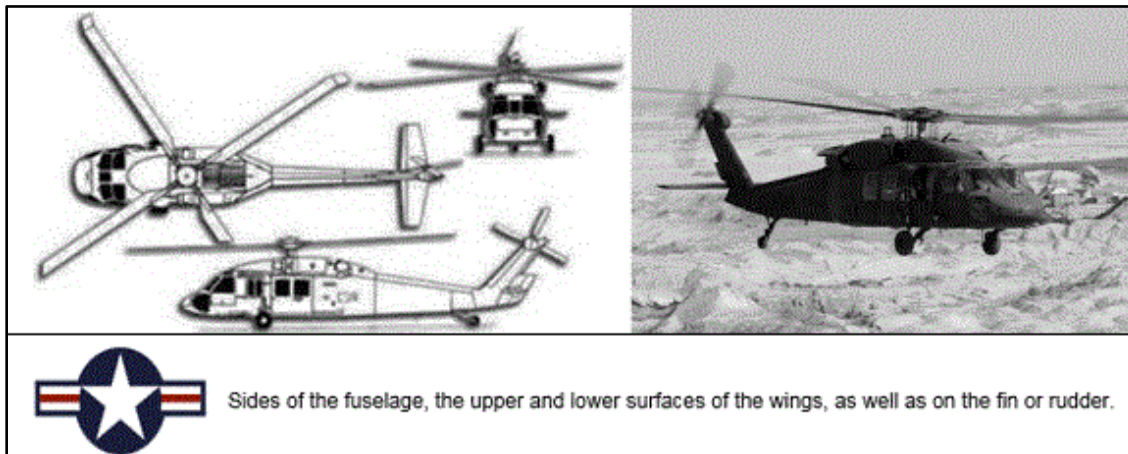 Sides of the fuselage, the upper and lower surfaces of the wings, as well as on the fin or rudder.